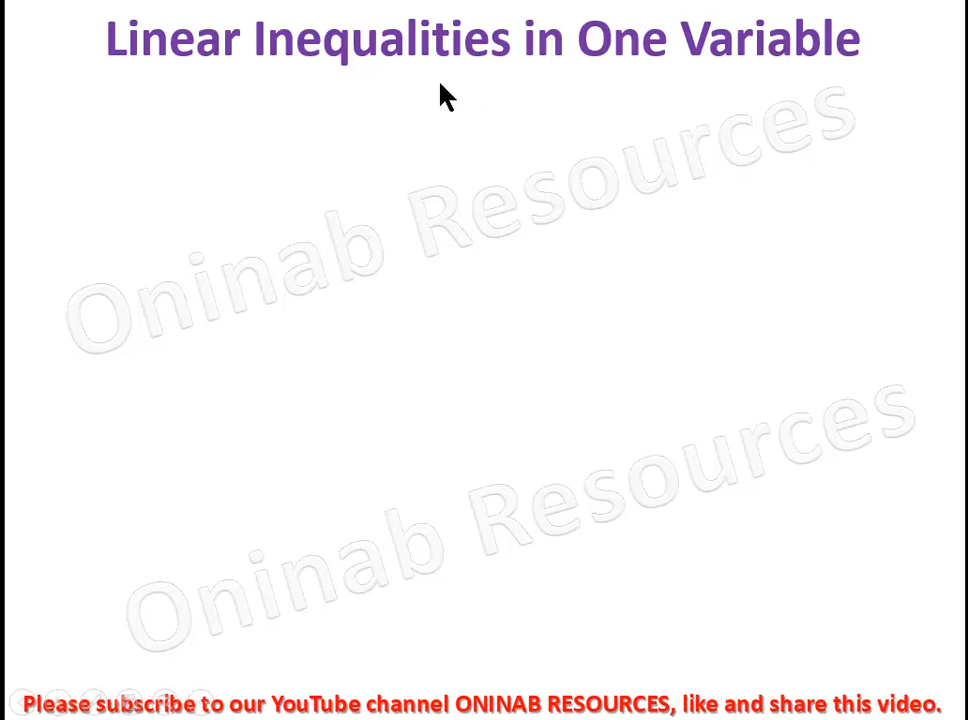 Linear Inequalities in One Variable
Oninab Resources
Oninab Resources
Please subscribe to our YouTube channel ONINAB RESOURCES, like and share this video.